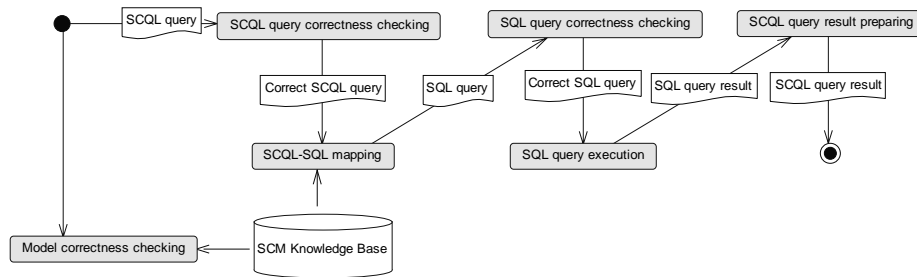 SCQL query
SCQL query correctness checking
SQL query correctness checking
SCQL query result preparing
Correct SCQL query
SQL query
Correct SQL query
SQL query result
SCQL query result
SCQL-SQL mapping
SQL query execution
Model correctness checking
SCM Knowledge Base